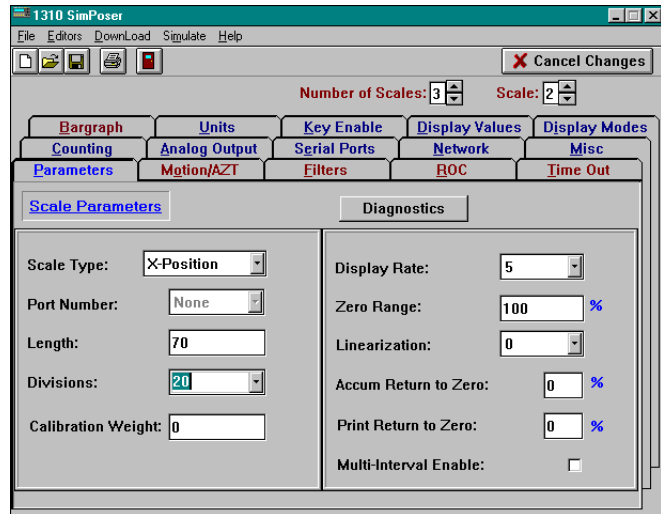 1310 SimPoser
File Editors DownLoad Simulate Help
Cancel Changes
Number of Scales: 3 Scale: 2
Bargraph Units Key Enable Display Values Display Modes
Counting Analog Output Serial Ports Network Misc
Parameters Motion/AZT Filters ROC Time Out
Scale Parameters Diagnostics
Scale Type: X-Position
Port Number: None
Length: 70
Divisions: 20
Calibration Weight: 0
Display Rate: 5
Zero Range: 100 %
Linearization: 0
Accum Return to Zero: 0 %
Print Return to Zero: 0 %
Multi-Interval Enable: